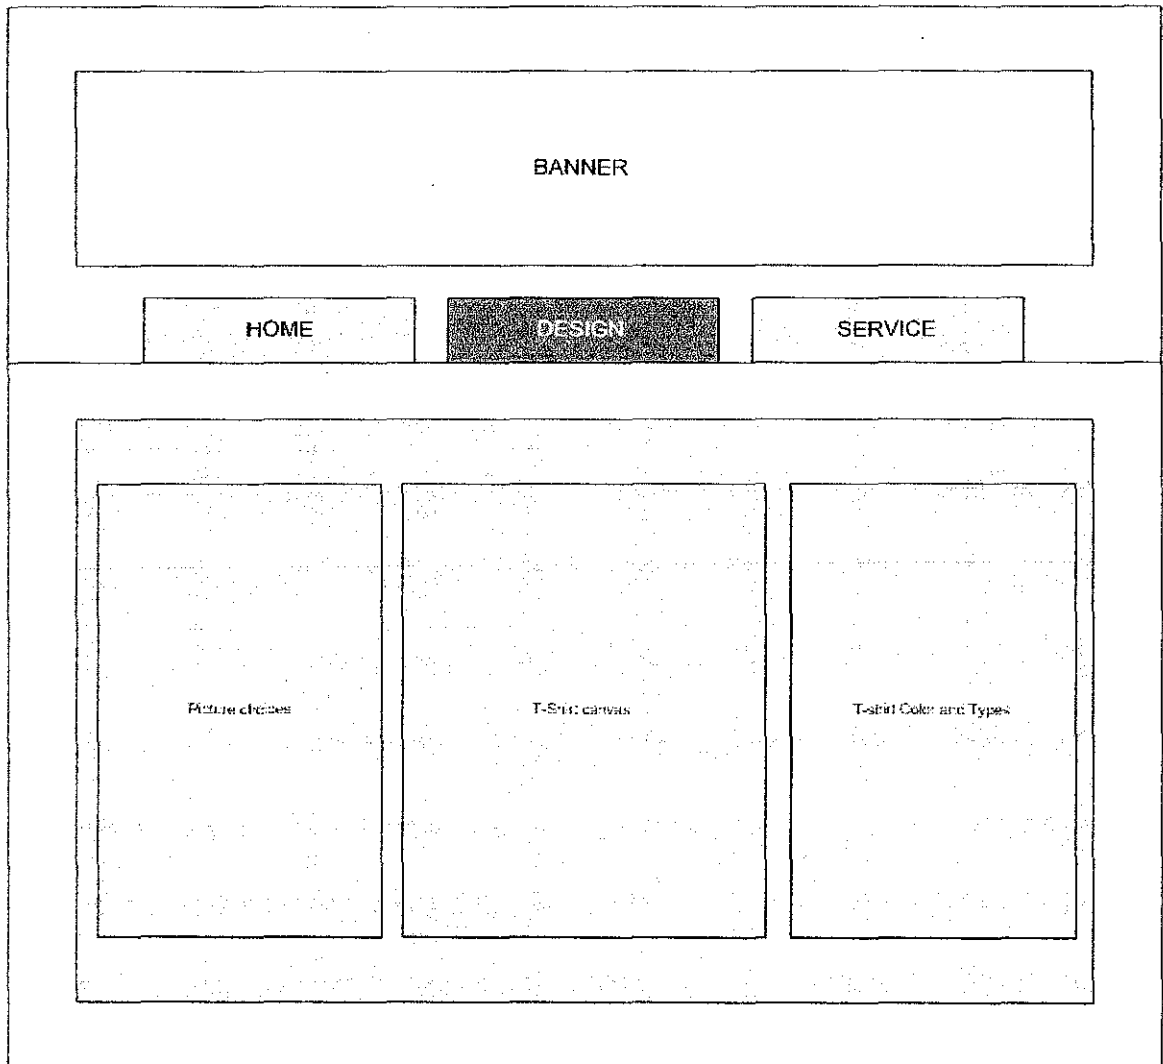 BANNER
HOME
DESIGN
SERVICE
Picture choices
T-Shirt canvas
T-shirt Color and Types